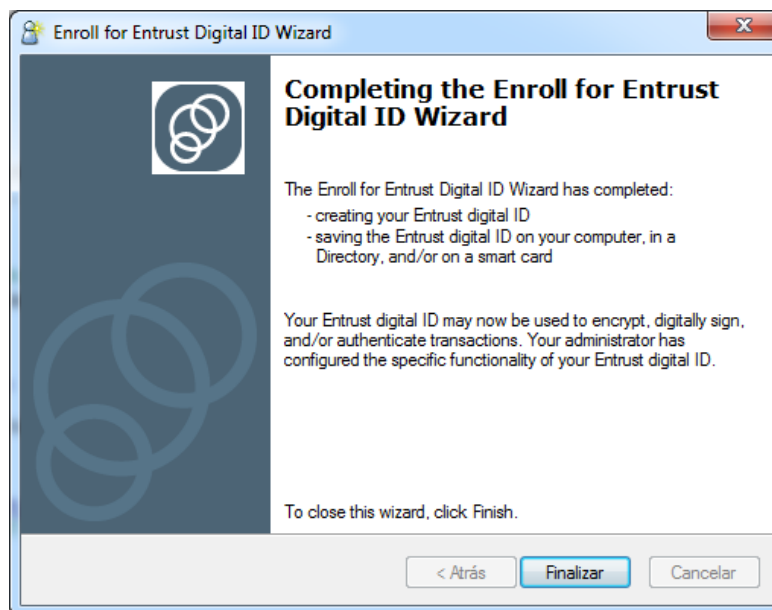 Enroll for Entrust Digital ID Wizard
Completing the Enroll for Entrust
Digital ID Wizard
The Enroll for Entrust Digital ID Wizard has completed:
- creating your Entrust digital ID
- saving the Entrust digital ID on your computer, in a
Directory, and/or on a smart card
Your Entrust digital ID may now be used to encrypt, digitally sign,
and/or authenticate transactions. Your administrator has
configured the specific functionality of your Entrust digital ID.
To close this wizard, click Finish.
< Atrás Finalizar Cancelar